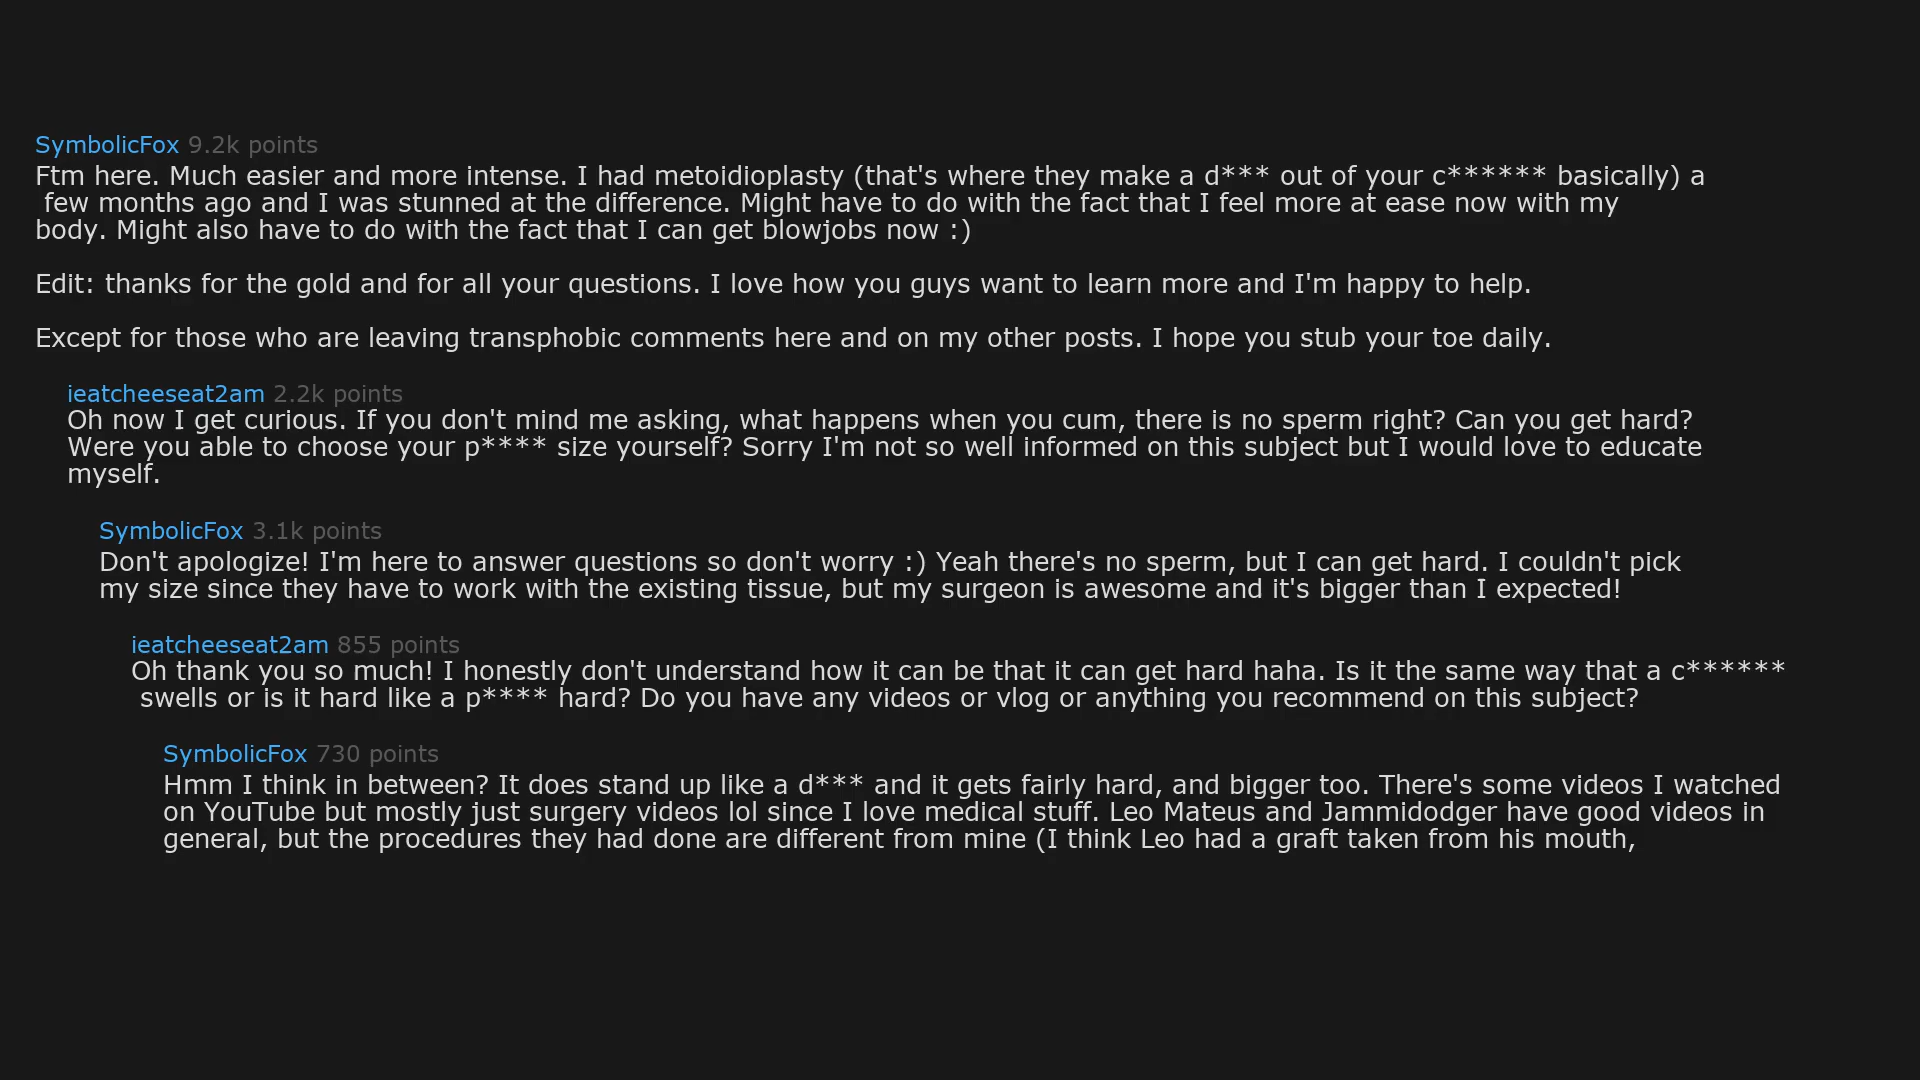 SymbolicFox 9.2k points
Ftm here. Much easier and more intense. I had metoidioplasty (that's where they make a d*** out of your c****** basically) a
few months ago and I was stunned at the difference. Might have to do with the fact that I feel more at ease now with my
body. Might also have to do with the fact that I can get blowjobs now :)
Edit: thanks for the gold and for all your questions. I love how you guys want to learn more and I'm happy to help.
Except for those who are leaving transphobic comments here and on my other posts. I hope you stub your toe daily.
ieatcheeseat2am 2.2k points
Oh now I get curious. If you don't mind me asking, what happens when you cum, there is no sperm right? Can you get hard?
Were you able to choose your p**** size yourself? Sorry I'm not so well informed on this subject but I would love to educate
myself.
SymbolicFox 3.1k points
Don't apologize! I'm here to answer questions so don't worry :) Yeah there's no sperm, but I can get hard. I couldn't pick
my size since they have to work with the existing tissue, but my surgeon is awesome and it's bigger than I expected!
ieatcheeseat2am 855 points
Oh thank you so much! I honestly don't understand how it can be that it can get hard haha. Is it the same way that a c******
swells or is it hard like a p**** hard? Do you have any videos or vlog or anything you recommend on this subject?
SymbolicFox 730 points
Hmm I think in between? It does stand up like a d*** and it gets fairly hard, and bigger too. There's some videos I watched
on YouTube but mostly just surgery videos lol since I love medical stuff. Leo Mateus and Jammidodger have good videos in
general, but the procedures they had done are different from mine (I think Leo had a graft taken from his mouth,